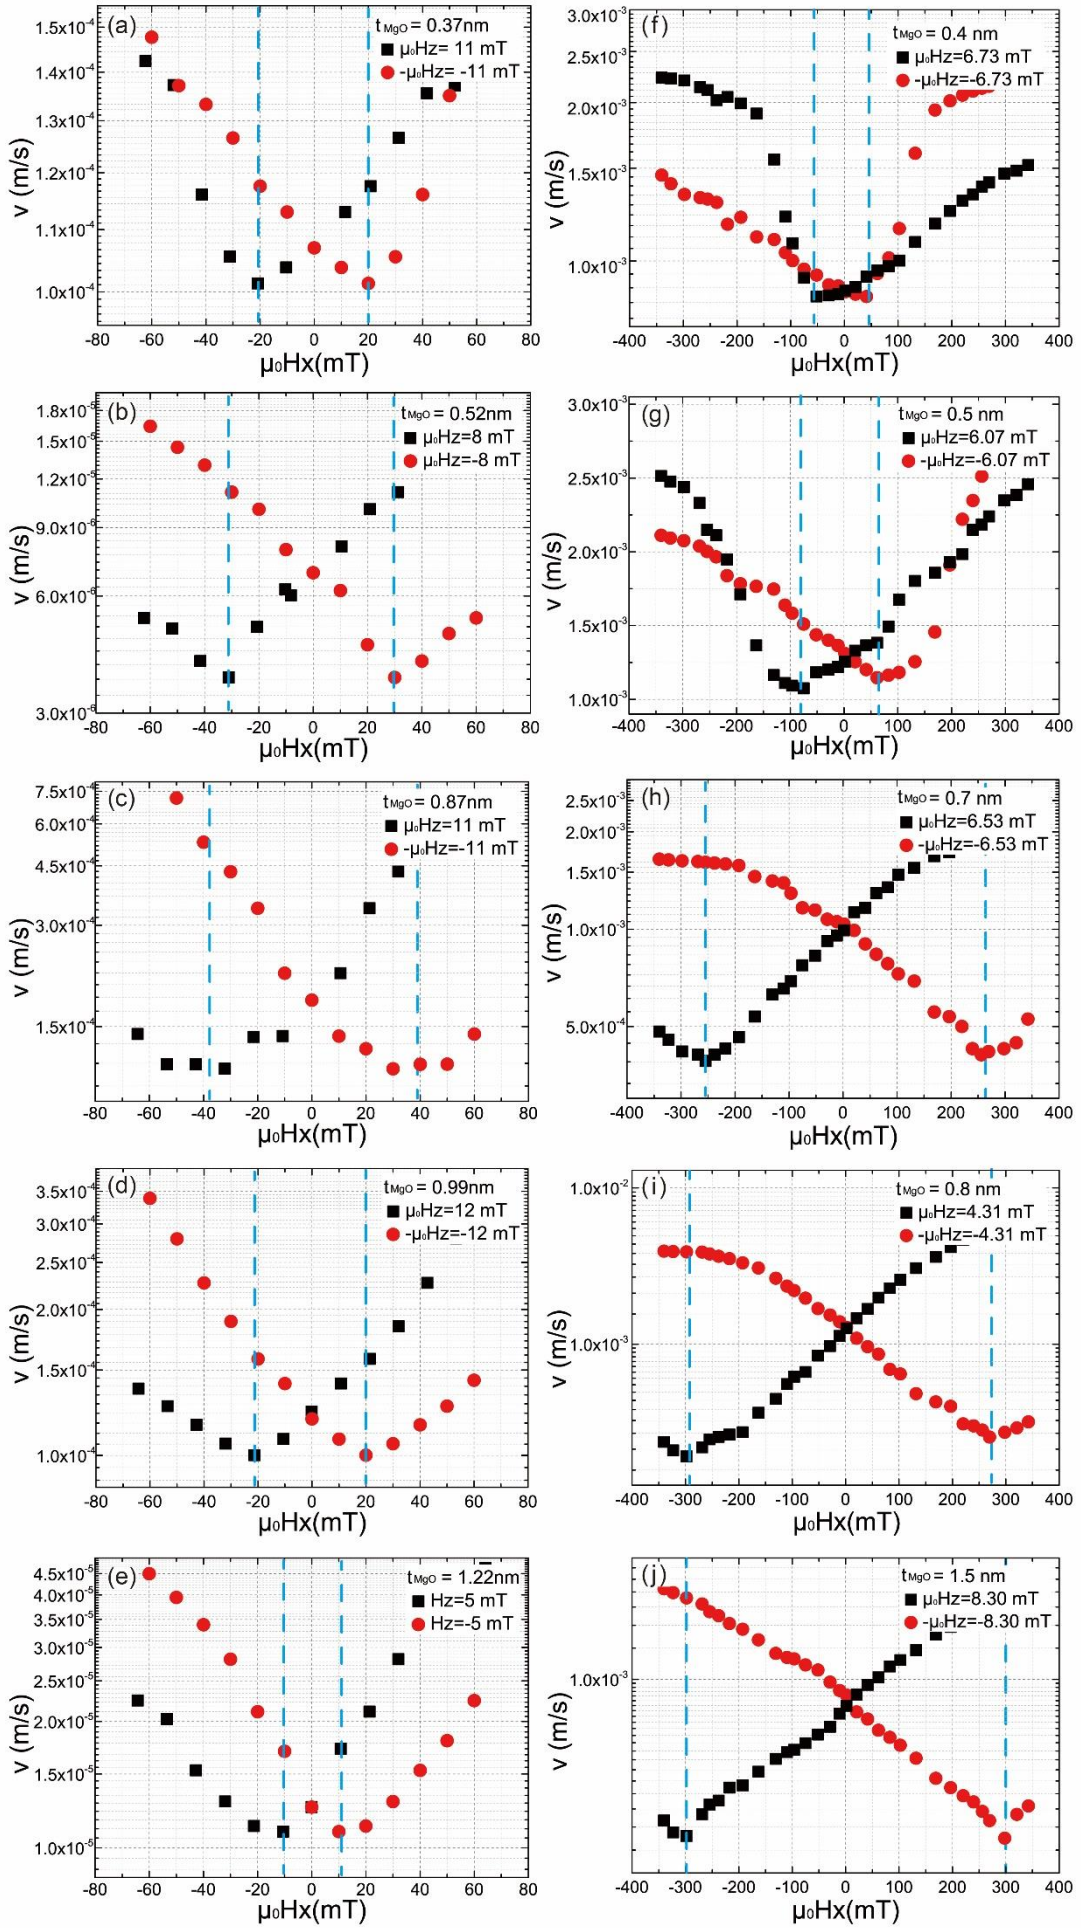 (a)
t MgO = 0.37nm
μ₀Hz= 11 mT
-μ₀Hz= -11 mT
1.5x10⁻⁴
1.4x10⁻⁴
1.3x10⁻⁴
1.2x10⁻⁴
1.1x10⁻⁴
1.0x10⁻⁴
v (m/s)
-80 -60 -40 -20 0 20 40 60 80
μ₀Hx(mT)
(f)
t MgO = 0.4 nm
μ₀Hz=6.73 mT
-μ₀Hz=-6.73 mT
3.0x10⁻³
2.5x10⁻³
2.0x10⁻³
1.5x10⁻³
1.0x10⁻³
v (m/s)
-400 -300 -200 -100 0 100 200 300 400
μ₀Hx(mT)
(b)
t MgO = 0.52nm
μ₀Hz=8 mT
μ₀Hz=-8 mT
1.8x10⁻⁵
1.5x10⁻⁵
1.2x10⁻⁵
9.0x10⁻⁶
6.0x10⁻⁶
3.0x10⁻⁶
v (m/s)
-80 -60 -40 -20 0 20 40 60 80
μ₀Hx(mT)
(g)
t MgO = 0.5 nm
μ₀Hz=6.07 mT
-μ₀Hz=-6.07 mT
3.0x10⁻³
2.5x10⁻³
2.0x10⁻³
1.5x10⁻³
1.0x10⁻³
v (m/s)
-400 -300 -200 -100 0 100 200 300 400
μ₀Hx(mT)
(c)
t MgO = 0.87nm
μ₀Hz=11 mT
-μ₀Hz=-11 mT
7.5x10⁻⁴
6.0x10⁻⁴
4.5x10⁻⁴
3.0x10⁻⁴
1.5x10⁻⁴
v (m/s)
-80 -60 -40 -20 0 20 40 60 80
μ₀Hx(mT)
(h)
t MgO = 0.7 nm
μ₀Hz=6.53 mT
-μ₀Hz=-6.53 mT
2.5x10⁻³
2.0x10⁻³
1.5x10⁻³
1.0x10⁻³
5.0x10⁻⁴
v (m/s)
-400 -300 -200 -100 0 100 200 300 400
μ₀Hx(mT)
(d)
t MgO = 0.99nm
μ₀Hz=12 mT
-μ₀Hz=-12 mT
3.5x10⁻⁴
3.0x10⁻⁴
2.5x10⁻⁴
2.0x10⁻⁴
1.5x10⁻⁴
1.0x10⁻⁴
v (m/s)
-80 -60 -40 -20 0 20 40 60 80
μ₀Hx(mT)
(i)
t MgO = 0.8 nm
μ₀Hz=4.31 mT
-μ₀Hz=-4.31 mT
1.0x10⁻²
1.0x10⁻³
v (m/s)
-400 -300 -200 -100 0 100 200 300 400
μ₀Hx(mT)
(e)
t MgO = 1.22nm
Hz=5 mT
Hz=-5 mT
4.5x10⁻⁵
4.0x10⁻⁵
3.5x10⁻⁵
3.0x10⁻⁵
2.5x10⁻⁵
2.0x10⁻⁵
1.5x10⁻⁵
1.0x10⁻⁵
v (m/s)
-80 -60 -40 -20 0 20 40 60 80
μ₀Hx(mT)
(j)
t MgO = 1.5 nm
μ₀Hz=8.30 mT
-μ₀Hz=-8.30 mT
1.0x10⁻³
v (m/s)
-400 -300 -200 -100 0 100 200 300 400
μ₀Hx(mT)